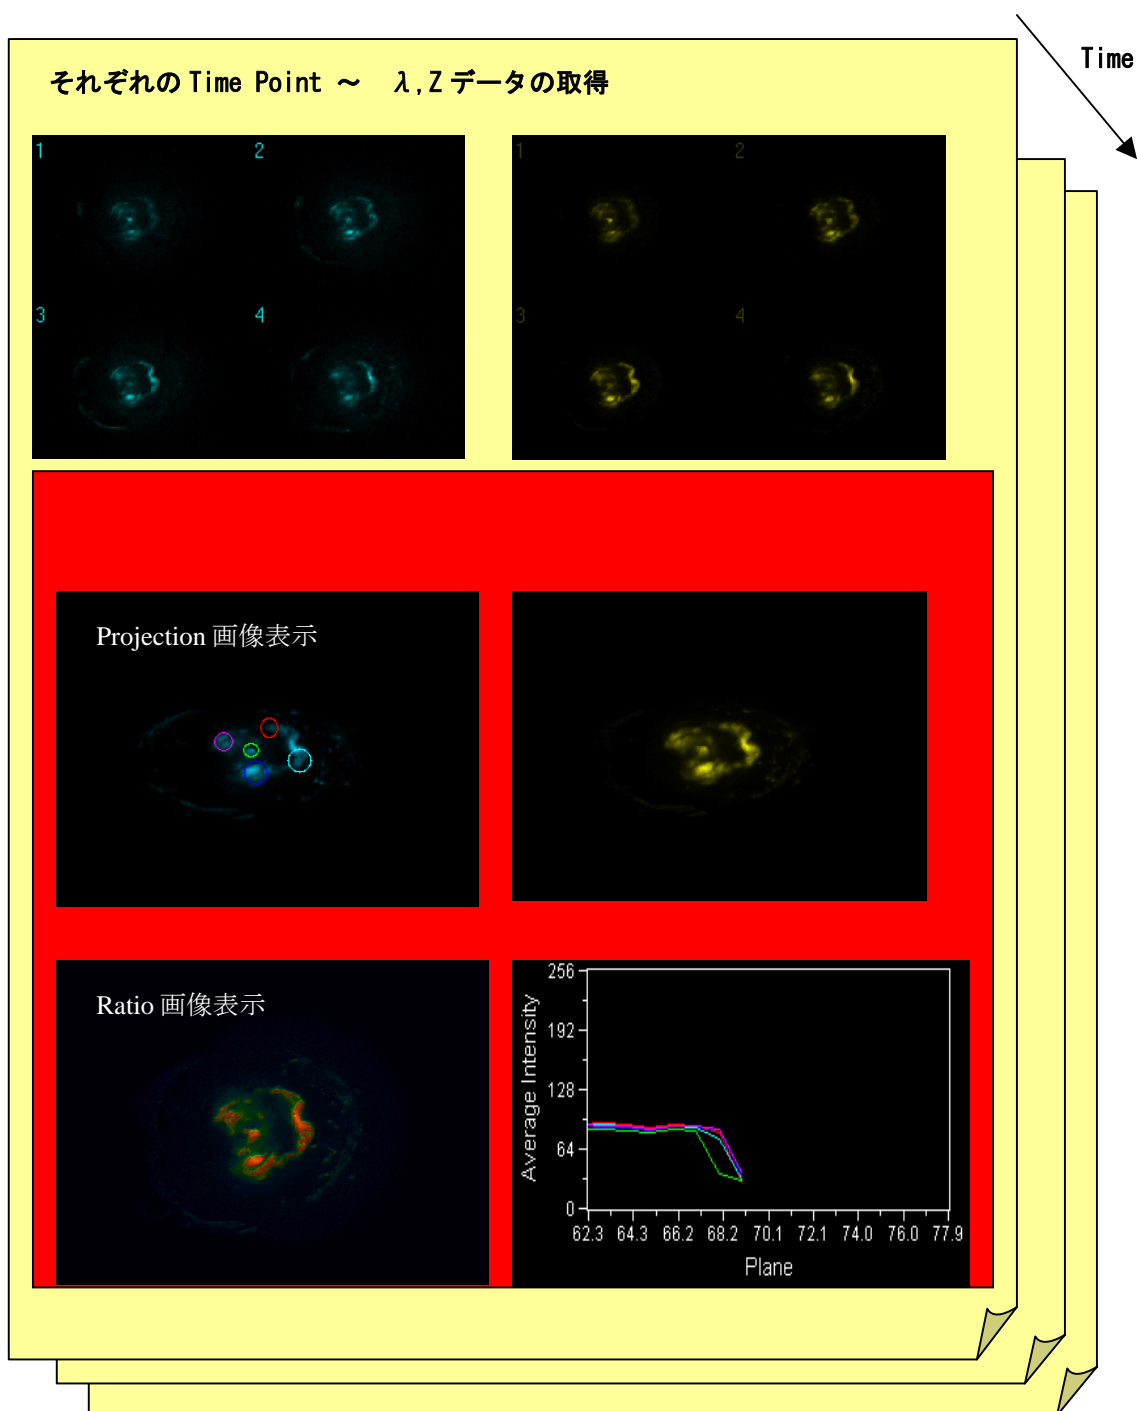 Time
それぞれの Time Point ～ λ,Z データの取得
1 2
3 4
1 2
3 4
Projection 画像表示
Ratio 画像表示
Average Intensity
256
192
128
64
0
62.3 64.3 66.2 68.2 70.1 72.1 74.0 76.0 77.9
Plane